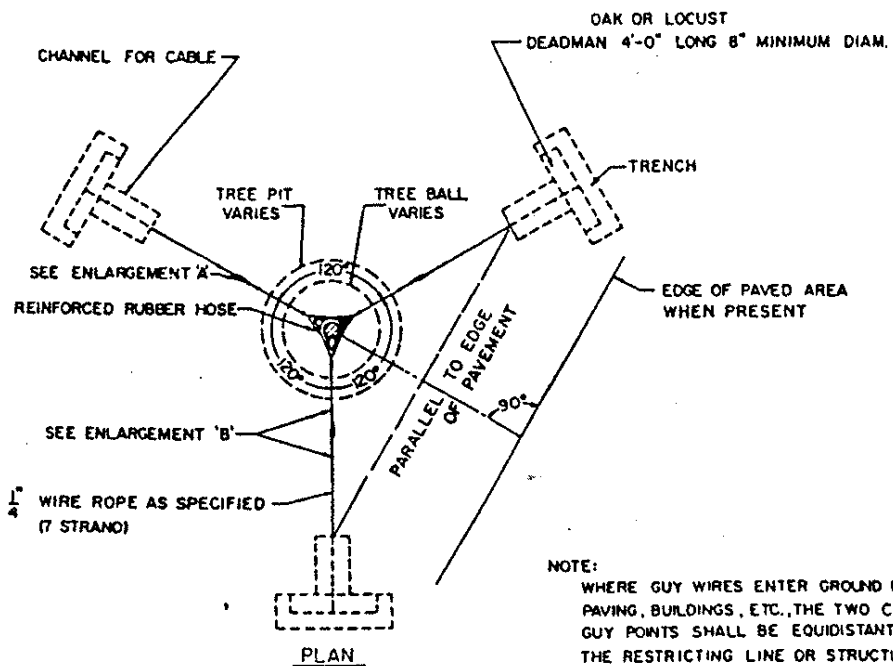 OAK OR LOCUST
DEADMAN 4'-0" LONG 8" MINIMUM DIAM.
CHANNEL FOR CABLE
TRENCH
TREE PIT
VARIES
TREE BALL
VARIES
SEE ENLARGEMENT 'A'
120°
REINFORCED RUBBER HOSE
EDGE OF PAVED AREA
WHEN PRESENT
120°
120°
PARALLEL TO EDGE
OF PAVEMENT
90°
SEE ENLARGEMENT 'B'
1/4" WIRE ROPE AS SPECIFIED
(7 STRAND)
NOTE:
WHERE GUY WIRES ENTER GROUND
PAVING, BUILDINGS, ETC., THE TWO C
GUY POINTS SHALL BE EQUIDISTANT
THE RESTRICTING LINE OR STRUCTU
PLAN